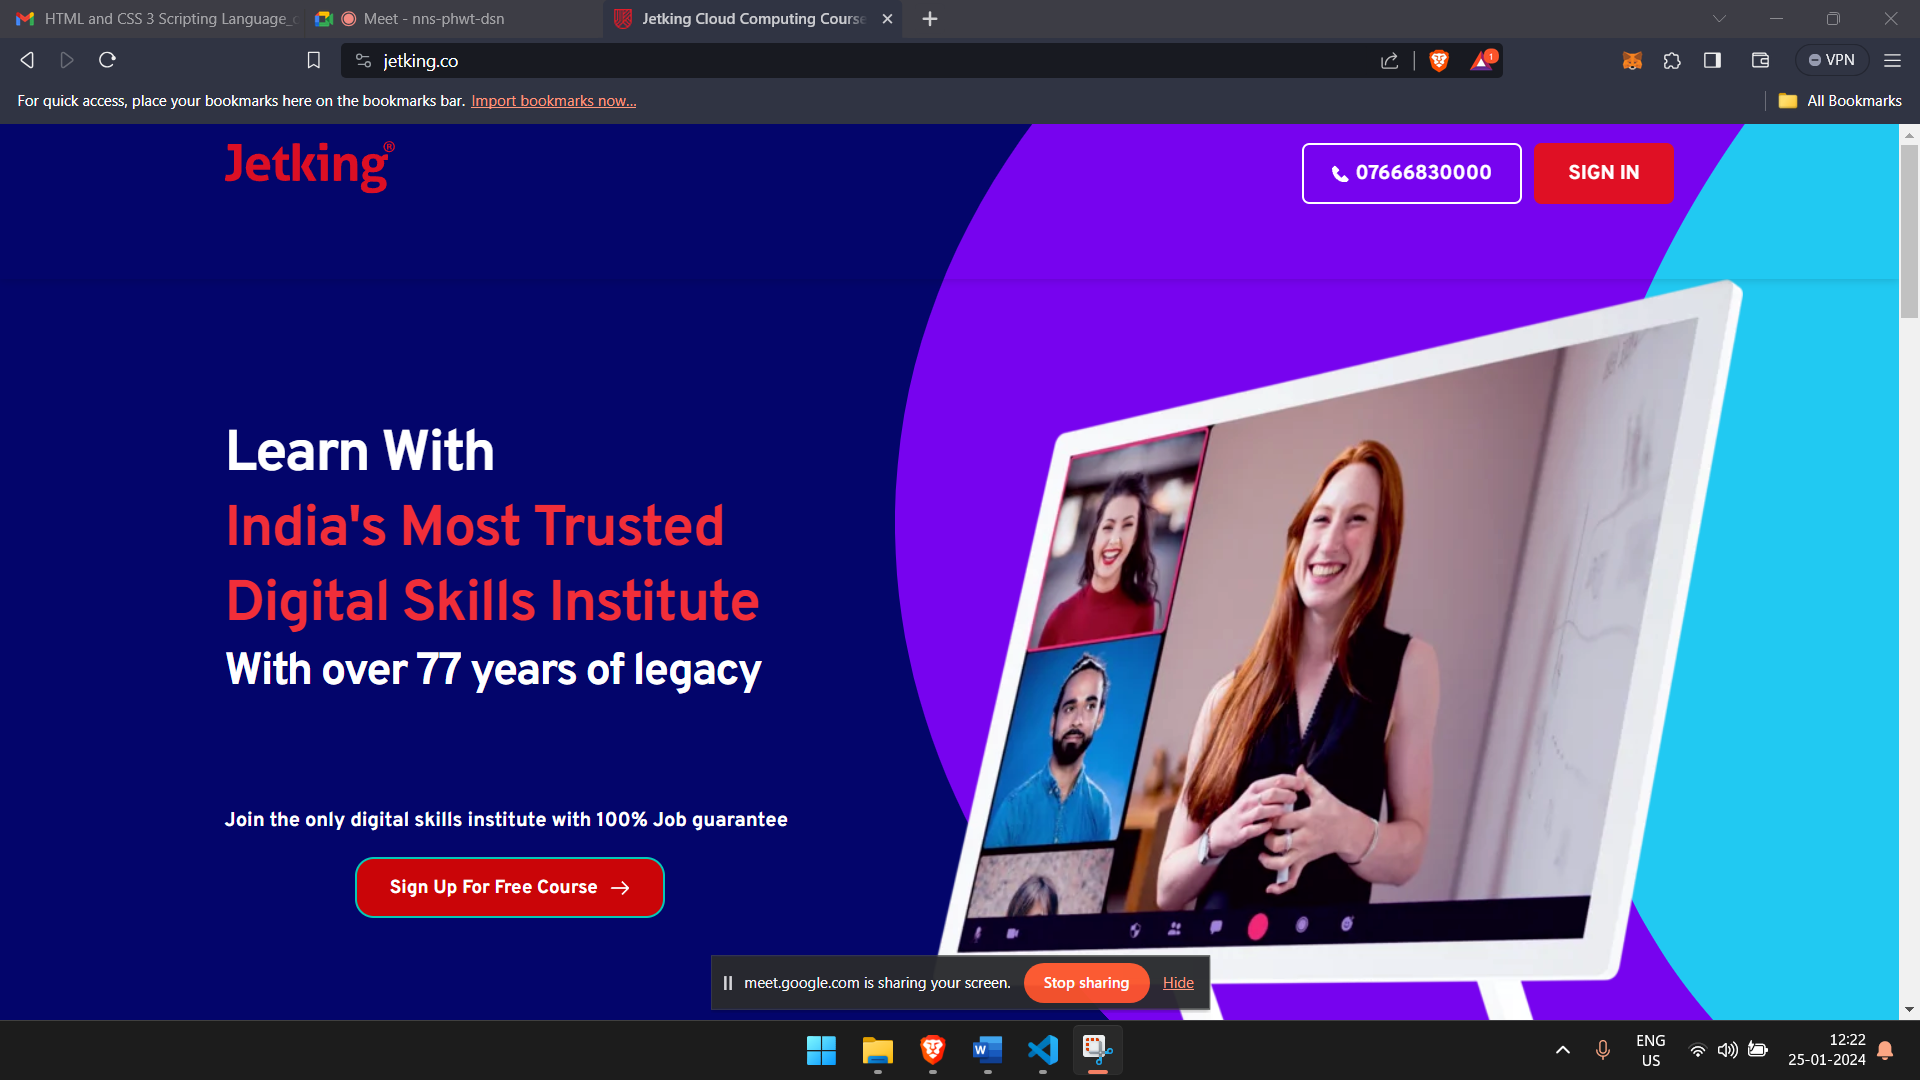 HTML and CSS 3 Scripting Language_
Meet - nns-phwt-dsn
Jetking Cloud Computing Course
jetking.co
1
VPN
For quick access, place your bookmarks here on the bookmarks bar. Import bookmarks now...
All Bookmarks
Jetking®
07666830000
SIGN IN
Learn With
India's Most Trusted
Digital Skills Institute
With over 77 years of legacy
Join the only digital skills institute with 100% Job guarantee
Sign Up For Free Course →
meet.google.com is sharing your screen.
Stop sharing
Hide
W
ENG
US
12:22
25-01-2024